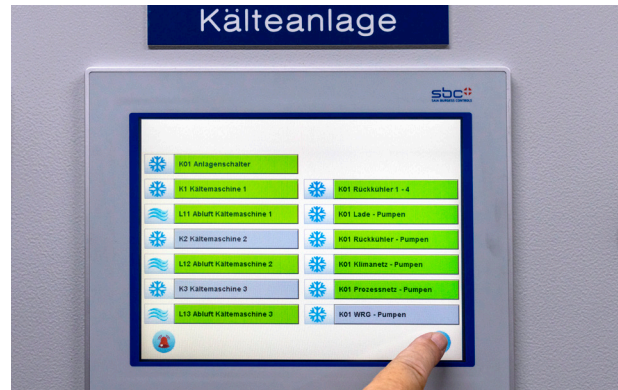 Kälteanlage
sbc
SAIA BURGESS CONTROLS
K01 Anlagenschalter
K1 Kältemaschine 1
L11 Abluft Kältemaschine 1
K2 Kältemaschine 2
L12 Abluft Kältemaschine 2
K3 Kältemaschine 3
L13 Abluft Kältemaschine 3
K01 Rückkühler 1 - 4
K01 Lade - Pumpen
K01 Rückkühler - Pumpen
K01 Klimanetz - Pumpen
K01 Prozessnetz - Pumpen
K01 WRG - Pumpen